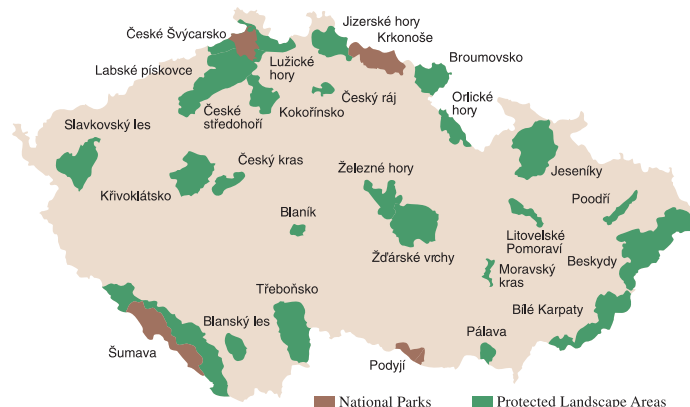 České Švýcarsko
Jizerské hory
Krkonoše
Broumovsko
Labské pískovce
Lužické
hory
Český ráj
Orlické
hory
České
středohoří
Kokořínsko
Slavkovský les
Český kras
Železné hory
Jeseníky
Křivoklátsko
Poodří
Blaník
Litovelské
Pomoraví
Žďárské vrchy
Beskydy
Moravský
kras
Třeboňsko
Bílé Karpaty
Blanský les
Pálava
Šumava
Podyjí
National Parks
Protected Landscape Areas